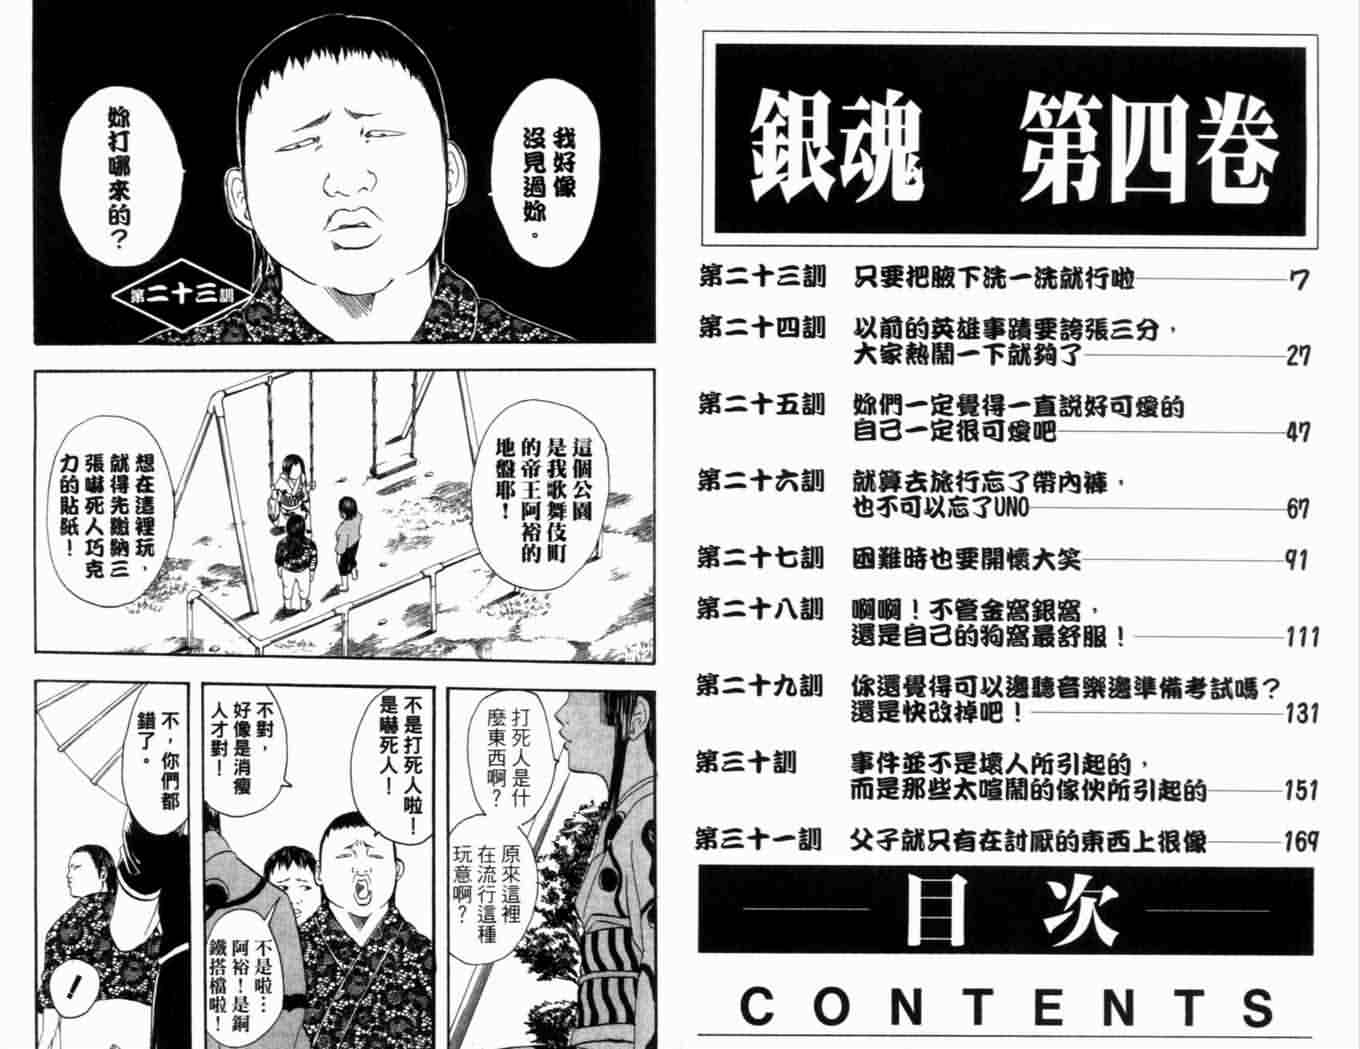 銀魂　第四卷
第二十三訓　只要把腋下洗一洗就行啦 7
第二十四訓　以前的英雄事蹟要誇張三分，
大家熱鬧一下就夠了 27
第二十五訓　妳們一定覺得一直說好可愛的
自己一定很可愛吧 47
第二十六訓　就算去旅行忘了帶內褲，
也不可以忘了UNO 67
第二十七訓　困難時也要開懷大笑 91
第二十八訓　啊啊！不管金窩銀窩，
還是自己的狗窩最舒服！ 111
第二十九訓　你還覺得可以邊聽音樂邊準備考試嗎？
還是快改掉吧！ 131
第三十訓　事件並不是壞人所引起的，
而是那些太喧鬧的傢伙所引起的 151
第三十一訓　父子就只有在討厭的東西上很像 169
目次
CONTENTS
我好像
沒見過妳。
妳打哪來的？
第二十三訓
這個公園
是我歌舞伎町
的帝王阿裕的
地盤耶！
想在這裡玩，
就得先繳納三
張嚇死人巧克
力的貼紙！
打死人是什
麼東西啊？
原來這裡
在流行這種
玩意啊？
不是打死人啦！
是嚇死人！
不對，
好像是消瘦
人才對！
不是啦…
阿裕！是銅
鐵搭檔啦！
不，你們都
錯了。
！